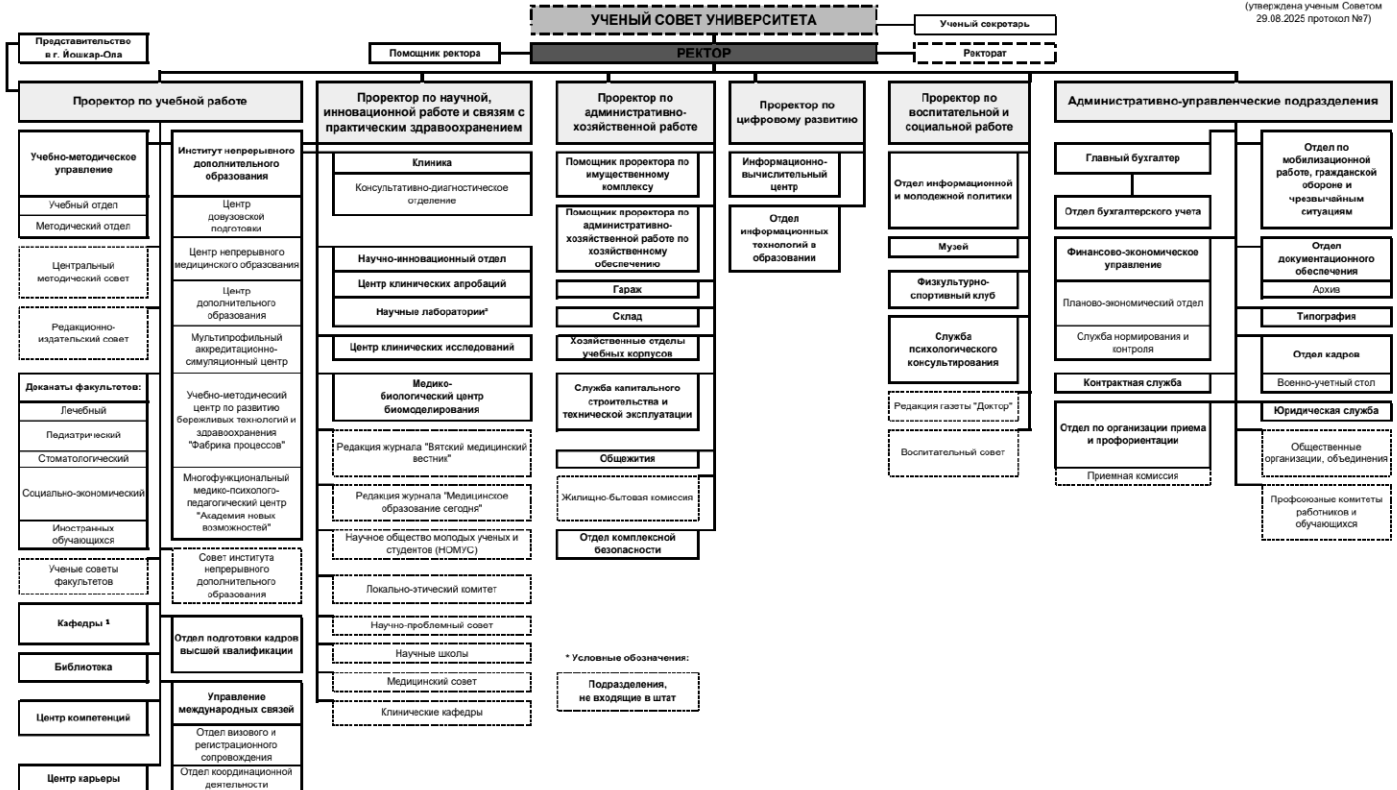 (утверждена ученым Советом
29.08.2025 протокол №7)
УЧЕНЫЙ СОВЕТ УНИВЕРСИТЕТА
Ученый секретарь
Представительство
в г. Йошкар-Ола
Помощник ректора
РЕКТОР
Ректорат
Проректор по учебной работе
Проректор по научной,
инновационной работе и связям с
практическим здравоохранением
Проректор по
административно-
хозяйственной работе
Проректор по
цифровому развитию
Проректор по
воспитательной и
социальной работе
Административно-управленческие подразделения
Учебно-методическое
управление
Учебный отдел
Методический отдел
Центральный
методический совет
Редакционно-
издательский совет
Деканаты факультетов:
Лечебный
Педиатрический
Стоматологический
Социально-экономический
Иностранных
обучающихся
Ученые советы
факультетов
Кафедры ¹
Библиотека
Центр компетенций
Центр карьеры
Институт непрерывного
дополнительного
образования
Центр
довузовской
подготовки
Центр непрерывного
медицинского образования
Центр
дополнительного
образования
Мультипрофильный
аккредитационно-
симуляционный центр
Учебно-методический
центр по развитию
бережливых технологий и
здравоохранения
"Фабрика процессов"
Многофункциональный
медико-психолого-
педагогический центр
"Академия новых
возможностей"
Совет института
непрерывного
дополнительного
образования
Отдел подготовки кадров
высшей квалификации
Управление
международных связей
Отдел визового и
регистрационного
сопровождения
Отдел координационной
деятельности
Клиника
Консультативно-диагностическое
отделение
Научно-инновационный отдел
Центр клинических апробаций
Научные лаборатории²
Центр клинических исследований
Медико-
биологический центр
биомоделирования
Редакция журнала "Вятский медицинский
вестник"
Редакция журнала "Медицинское
образование сегодня"
Научное общество молодых ученых и
студентов (НОМУС)
Локально-этический комитет
Научно-проблемный совет
Научные школы
Медицинский совет
Клинические кафедры
Помощник проректора по
имущественному
комплексу
Помощник проректора по
административно-
хозяйственной работе по
хозяйственному
обеспечению
Гараж
Склад
Хозяйственные отделы
учебных корпусов
Служба капитального
строительства и
технической эксплуатации
Общежития
Жилищно-бытовая комиссия
Отдел комплексной
безопасности
* Условные обозначения:
Подразделения,
не входящие в штат
Информационно-
вычислительный
центр
Отдел
информационных
технологий в
образовании
Отдел информационной
и молодежной политики
Музей
Физкультурно-
спортивный клуб
Служба
психологического
консультирования
Редакция газеты "Доктор"
Воспитательный совет
Главный бухгалтер
Отдел бухгалтерского учета
Финансово-экономическое
управление
Планово-экономический отдел
Служба нормирования и
контроля
Контрактная служба
Отдел по организации приема
и профориентации
Приемная комиссия
Отдел по
мобилизационной
работе, гражданской
обороне и
чрезвычайным
ситуациям
Отдел
документационного
обеспечения
Архив
Типография
Отдел кадров
Военно-учетный стол
Юридическая служба
Общественные
организации, объединения
Профсоюзные комитеты
работников и
обучающихся